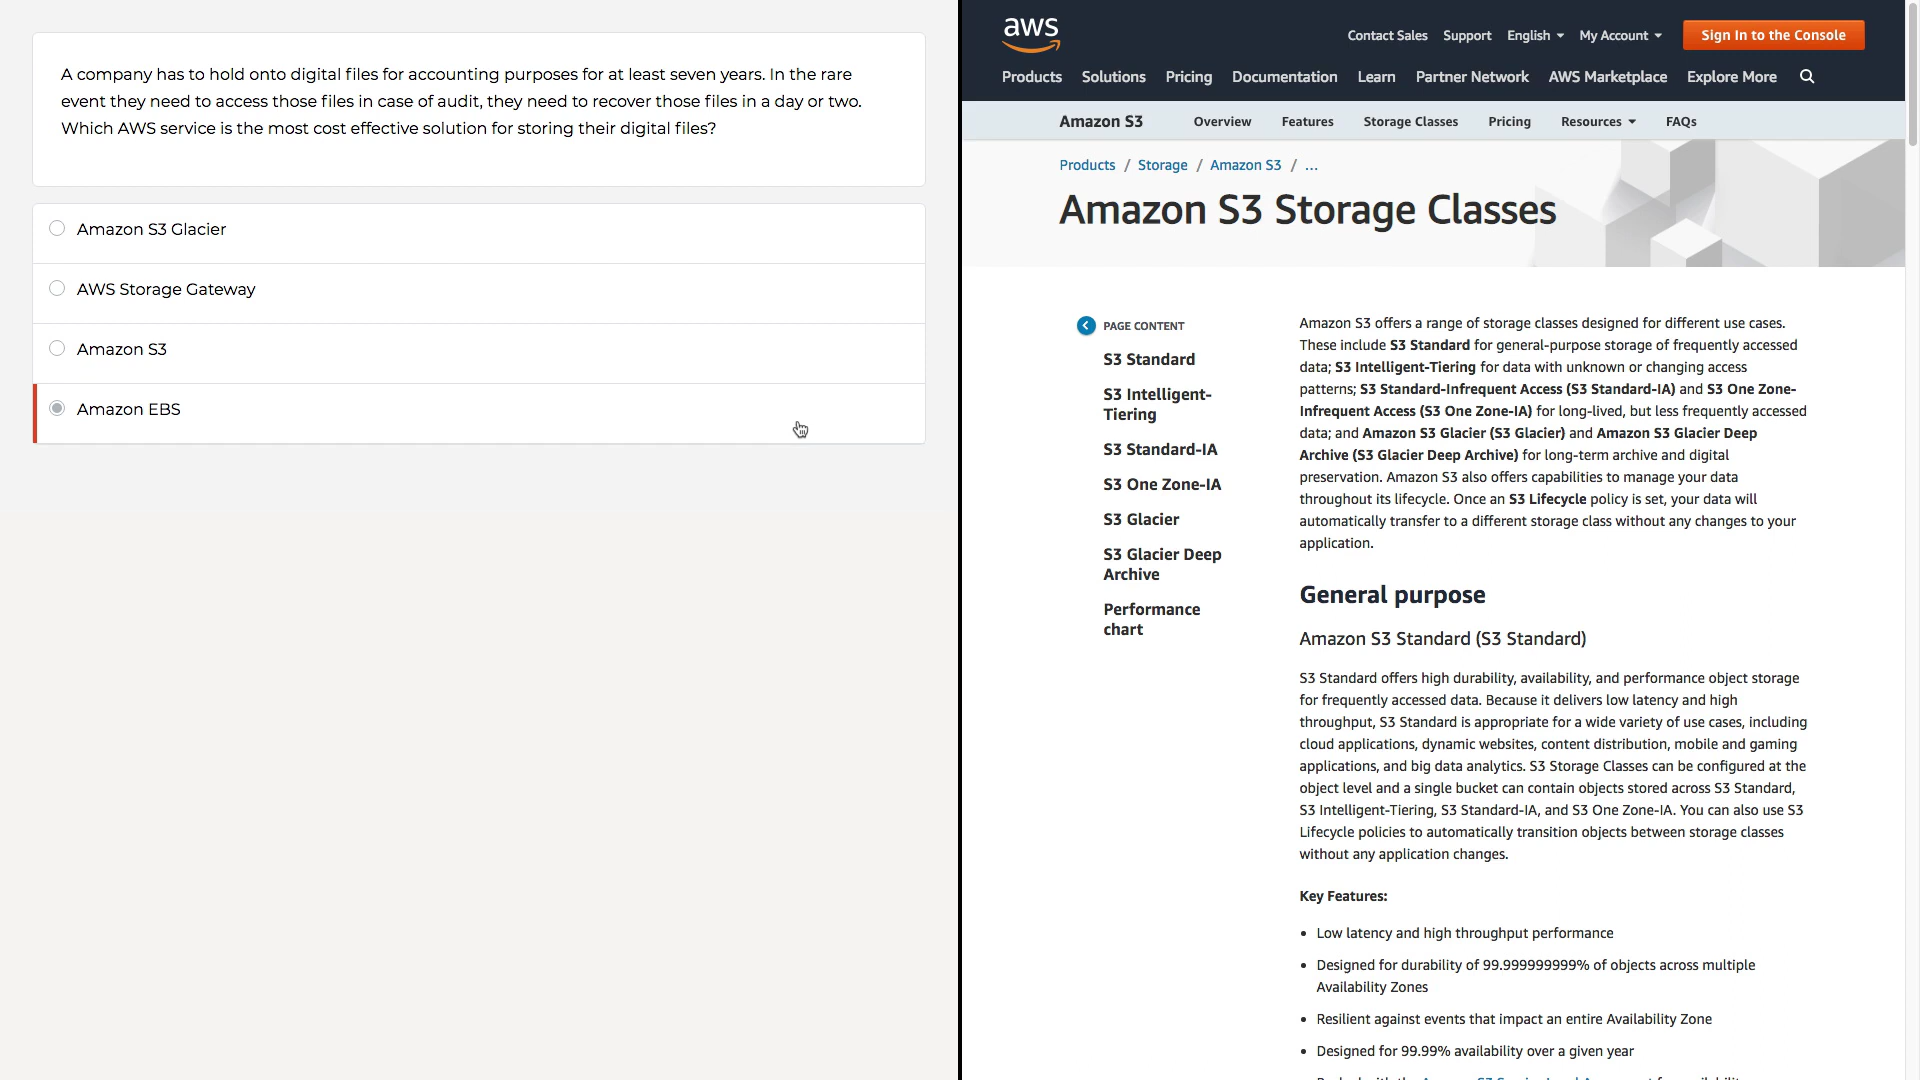 A company has to hold onto digital files for accounting purposes for at least seven years. In the rare
event they need to access those files in case of audit, they need to recover those files in a day or two.
Which AWS service is the most cost effective solution for storing their digital files?
Amazon S3 Glacier
AWS Storage Gateway
Amazon S3
Amazon EBS
aws
Contact Sales Support English My Account Sign In to the Console
Products Solutions Pricing Documentation Learn Partner Network AWS Marketplace Explore More
Amazon S3 Overview Features Storage Classes Pricing Resources FAQs
Products / Storage / Amazon S3 / ...
Amazon S3 Storage Classes
PAGE CONTENT
S3 Standard
S3 Intelligent-
Tiering
S3 Standard-IA
S3 One Zone-IA
S3 Glacier
S3 Glacier Deep
Archive
Performance
chart
Amazon S3 offers a range of storage classes designed for different use cases.
These include S3 Standard for general-purpose storage of frequently accessed
data; S3 Intelligent-Tiering for data with unknown or changing access
patterns; S3 Standard-Infrequent Access (S3 Standard-IA) and S3 One Zone-
Infrequent Access (S3 One Zone-IA) for long-lived, but less frequently accessed
data; and Amazon S3 Glacier (S3 Glacier) and Amazon S3 Glacier Deep
Archive (S3 Glacier Deep Archive) for long-term archive and digital
preservation. Amazon S3 also offers capabilities to manage your data
throughout its lifecycle. Once an S3 Lifecycle policy is set, your data will
automatically transfer to a different storage class without any changes to your
application.
General purpose
Amazon S3 Standard (S3 Standard)
S3 Standard offers high durability, availability, and performance object storage
for frequently accessed data. Because it delivers low latency and high
throughput, S3 Standard is appropriate for a wide variety of use cases, including
cloud applications, dynamic websites, content distribution, mobile and gaming
applications, and big data analytics. S3 Storage Classes can be configured at the
object level and a single bucket can contain objects stored across S3 Standard,
S3 Intelligent-Tiering, S3 Standard-IA, and S3 One Zone-IA. You can also use S3
Lifecycle policies to automatically transition objects between storage classes
without any application changes.
Key Features:
• Low latency and high throughput performance
• Designed for durability of 99.999999999% of objects across multiple
Availability Zones
• Resilient against events that impact an entire Availability Zone
• Designed for 99.99% availability over a given year